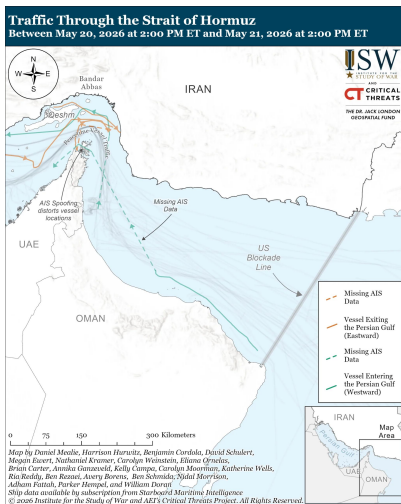 Traffic Through the Strait of Hormuz
Between May 20, 2026 at 2:00 PM ET and May 21, 2026 at 2:00 PM ET
N
W E
S
Bandar
Abbas
IRAN
ISW
INSTITUTE FOR THE
STUDY OF WAR
AND
CT CRITICAL
THREATS
THE DR. JACK LONDON
GEOSPATIAL FUND
Qeshm
AIS Spoofing
distorts vessel
locations
Missing AIS
Data
UAE
US
Blockade
Line
OMAN
Missing AIS
Data
Vessel Exiting
the Persian Gulf
(Eastward)
Missing AIS
Data
Vessel Entering
the Persian Gulf
(Westward)
0 75 150 300 Kilometers
IRAN
Map
Area
Persian Gulf
UAE
OMAN
Map by Daniel Mealie, Harrison Hurwitz, Benjamin Cordola, David Schulert,
Megan Ewert, Nathaniel Kramer, Carolyn Weinstein, Eliana Ornelas,
Brian Carter, Annika Ganzeveld, Kelly Campa, Carolyn Moorman, Katherine Wells,
Ria Reddy, Ben Rezaei, Avery Borens, Ben Schmida, Nidal Morrison,
Adham Fattah, Parker Hempel, and William Doran
Ship data available by subscription from Starboard Maritime Intelligence
© 2026 Institute for the Study of War and AEI's Critical Threats Project. All Rights Reserved.